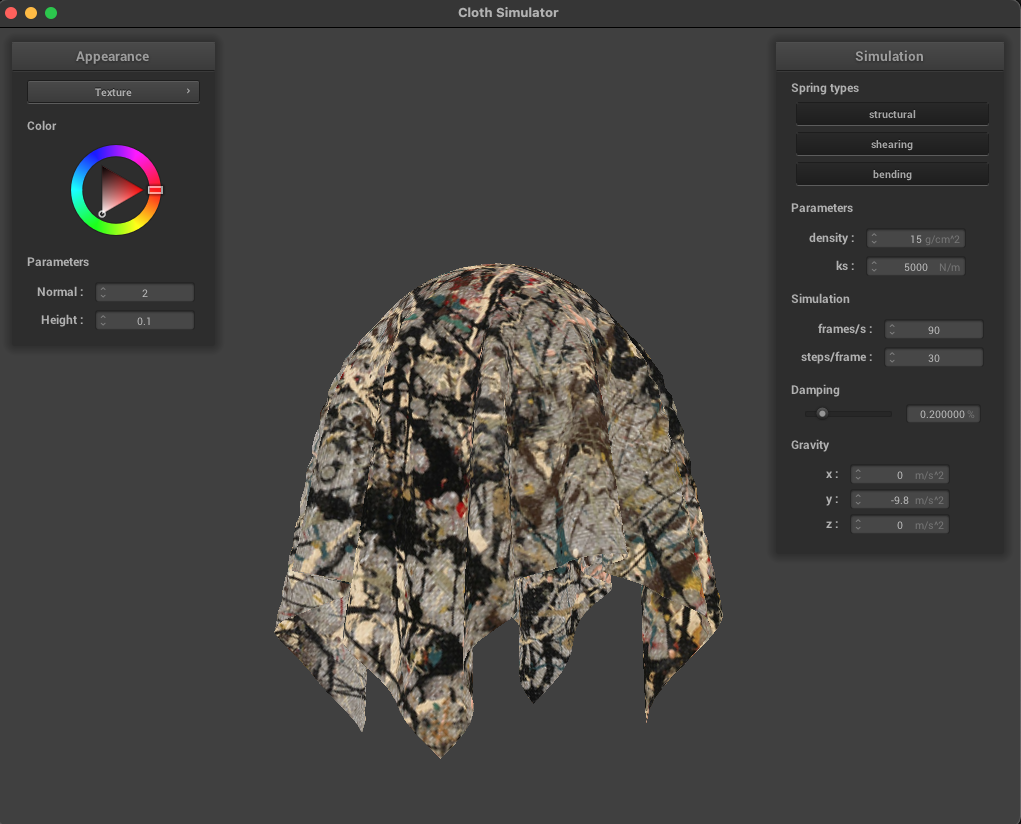 Cloth Simulator
Appearance
Texture
Color
Parameters
Normal : 2
Height : 0.1
Simulation
Spring types
structural
shearing
bending
Parameters
density : 15 g/cm^2
ks : 5000 N/m
Simulation
frames/s : 90
steps/frame : 30
Damping
0.200000 %
Gravity
x : 0 m/s^2
y : -9.8 m/s^2
z : 0 m/s^2